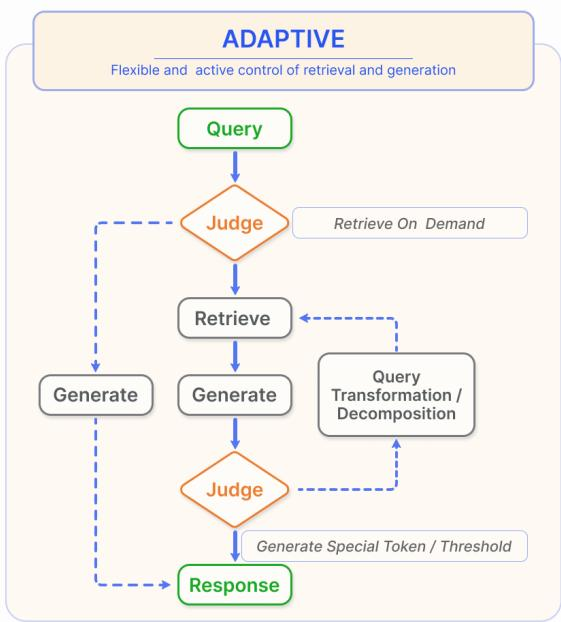 ADAPTIVE
Flexible and active control of retrieval and generation
Query
Judge
Retrieve On Demand
Retrieve
Generate
Generate
Query
Transformation /
Decomposition
Judge
Generate Special Token / Threshold
Response